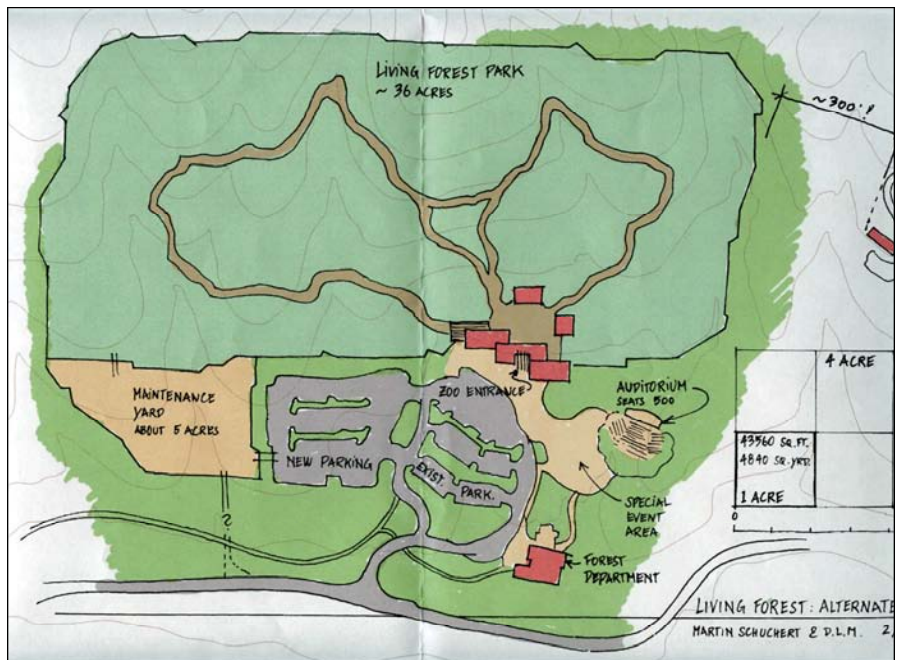 LIVING FOREST PARK
~ 36 ACRES
~300'!
4 ACRE
MAINTENANCE
YARD
ABOUT 5 ACRES
ZOO ENTRANCE
AUDITORIUM
SEATS 500
43560 SQ.FT.
4840 SQ.YRD.
1 ACRE
0
NEW PARKING
EXIST. PARK.
SPECIAL
EVENT
AREA
?
FOREST
DEPARTMENT
LIVING FOREST: ALTERNATE
MARTIN SCHUCHERT & D.L.M. 2/